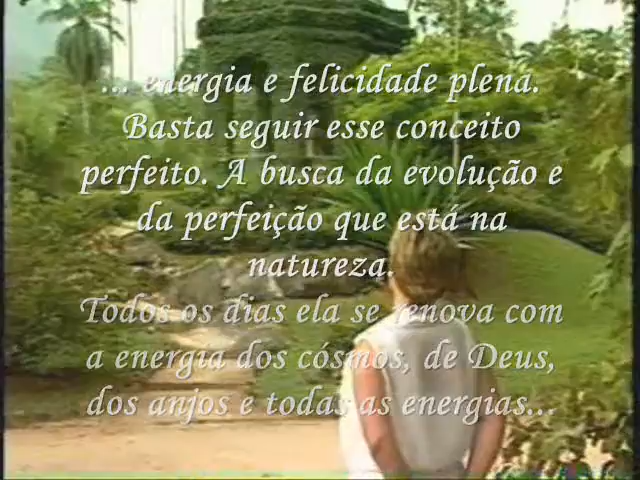 ... energia e felicidade plena.
Basta seguir esse conceito
perfeito. A busca da evolução e
da perfeição que está na
natureza.
Todos os dias ela se renova com
a energia dos cósmos, de Deus,
dos anjos e todas as energias...